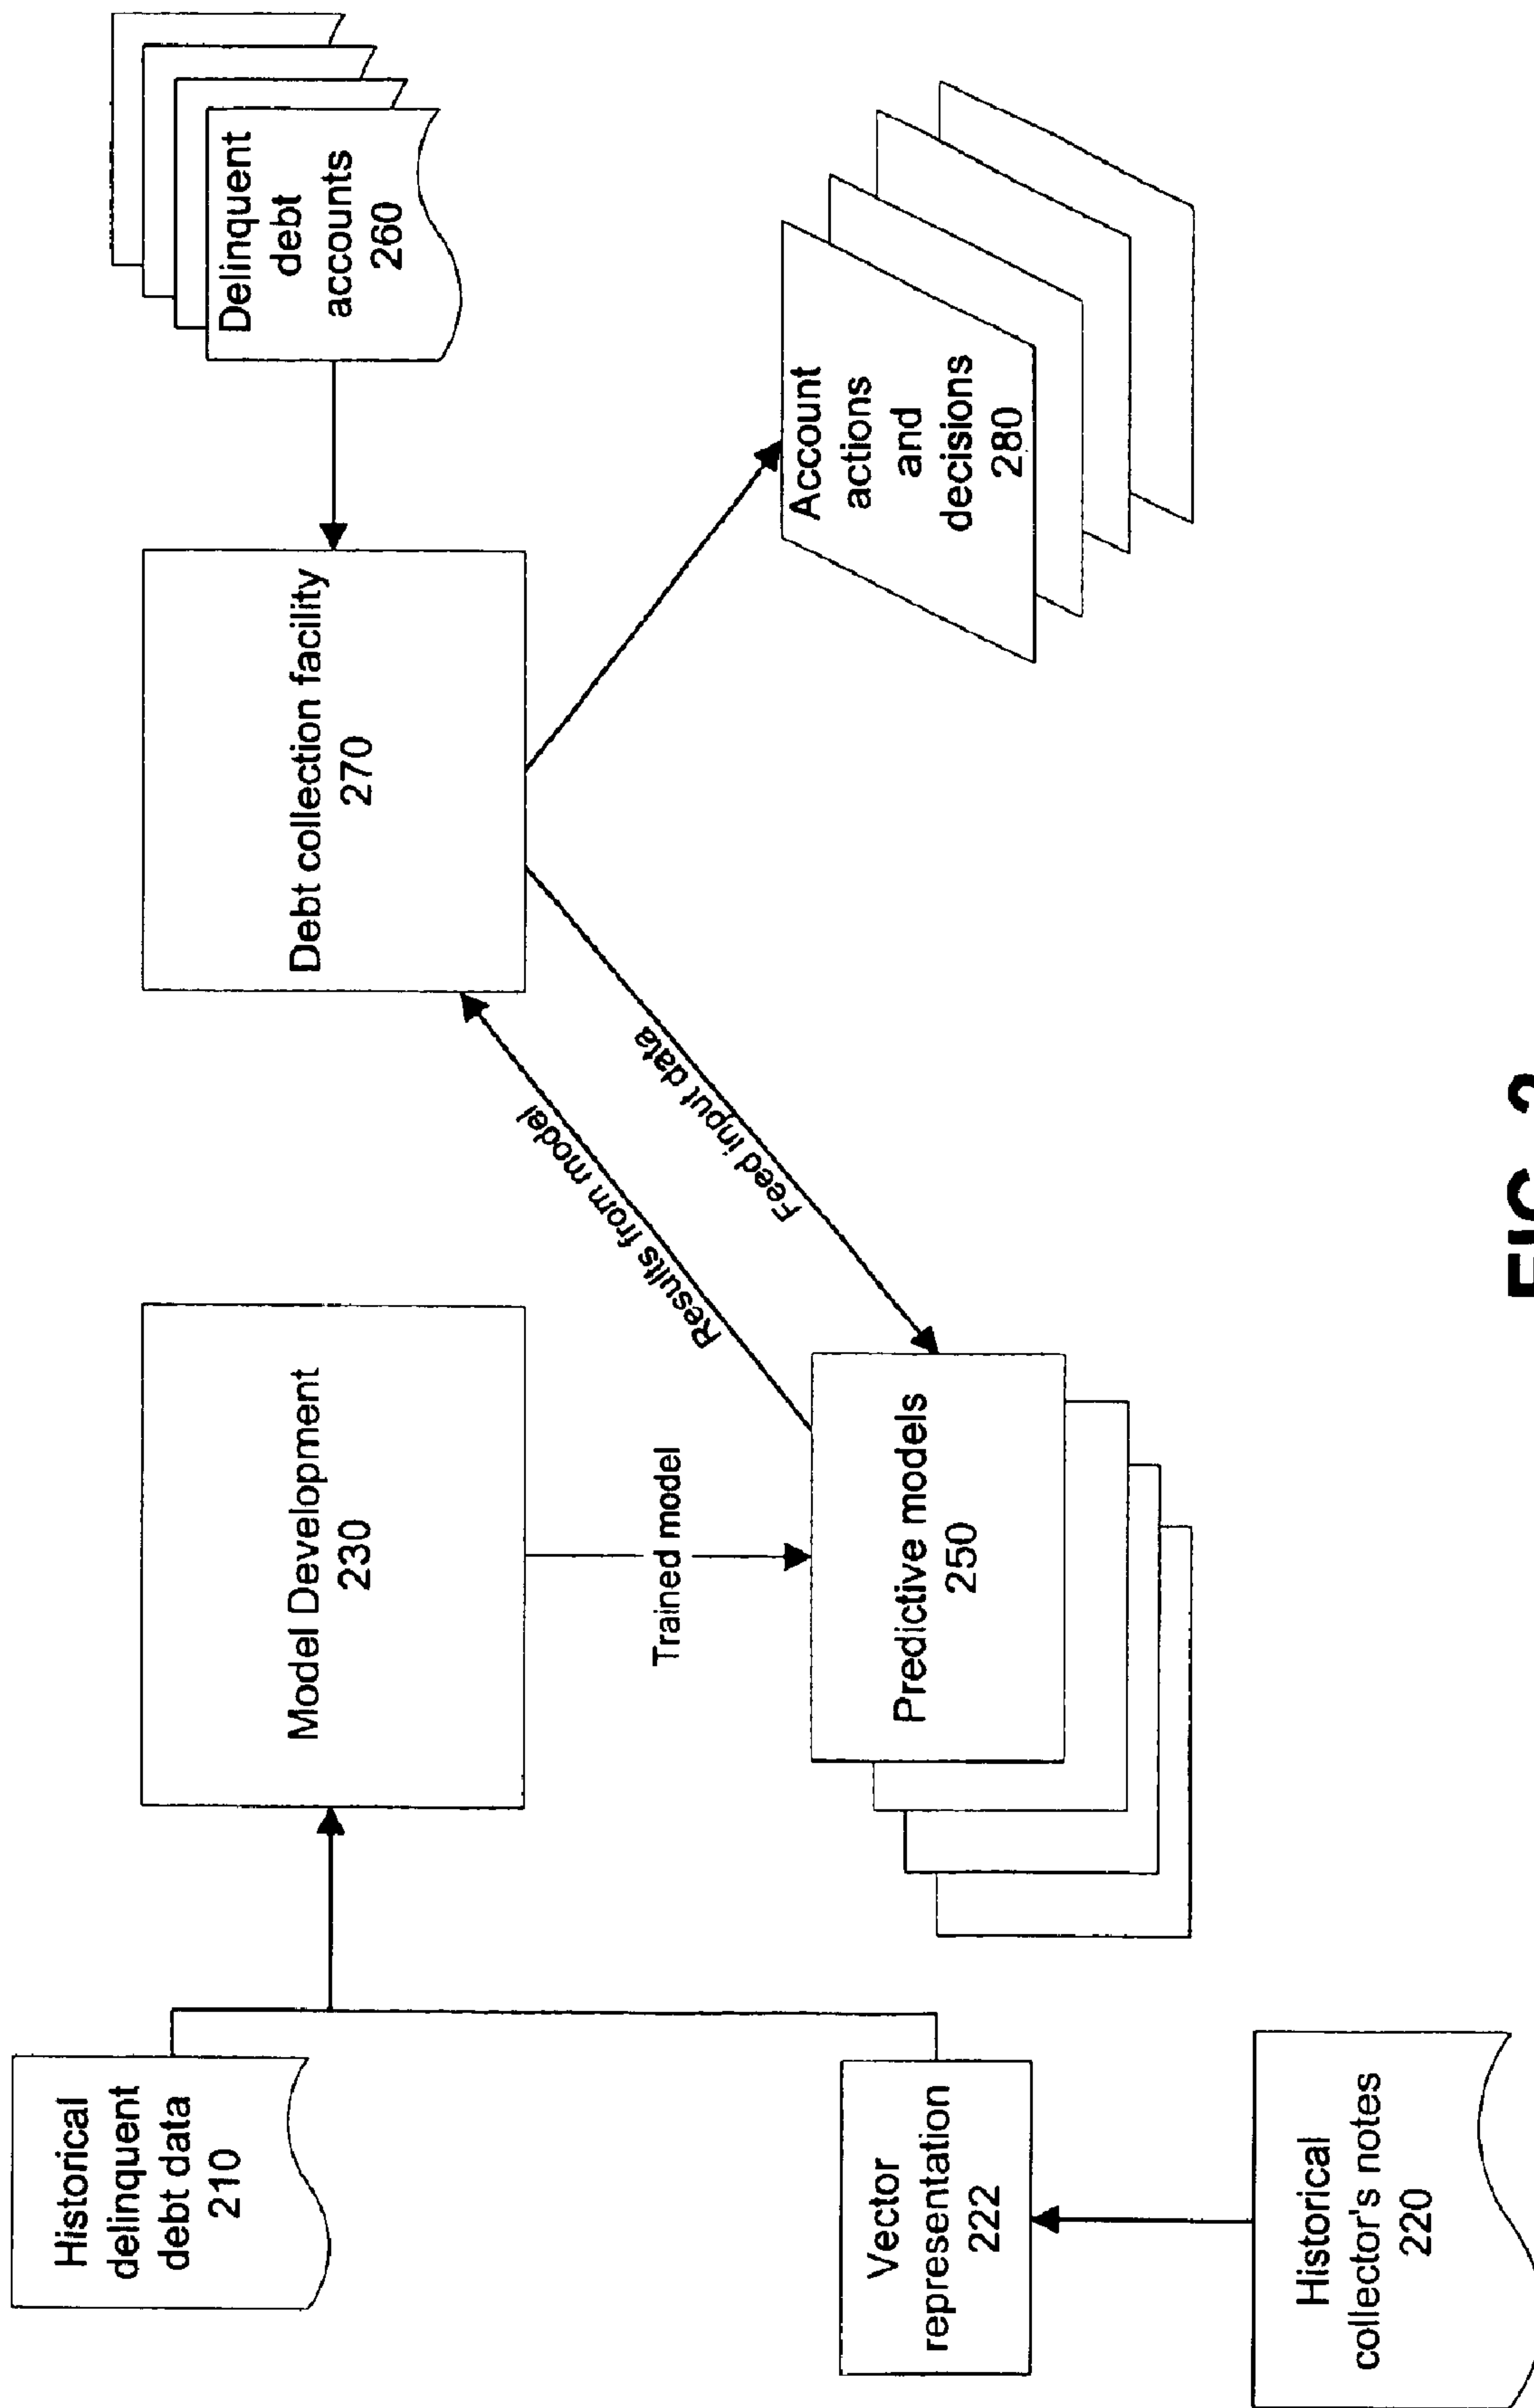 Historical
delinquent
debt data
210
Model Development
230
Debt collection facility
270
Delinquent
debt
accounts
260
Trained model
Results from model
Feed input data
Vector
representation
222
Predictive models
250
Account
actions
and
decisions
280
Historical
collector's notes
220
FIG. 2